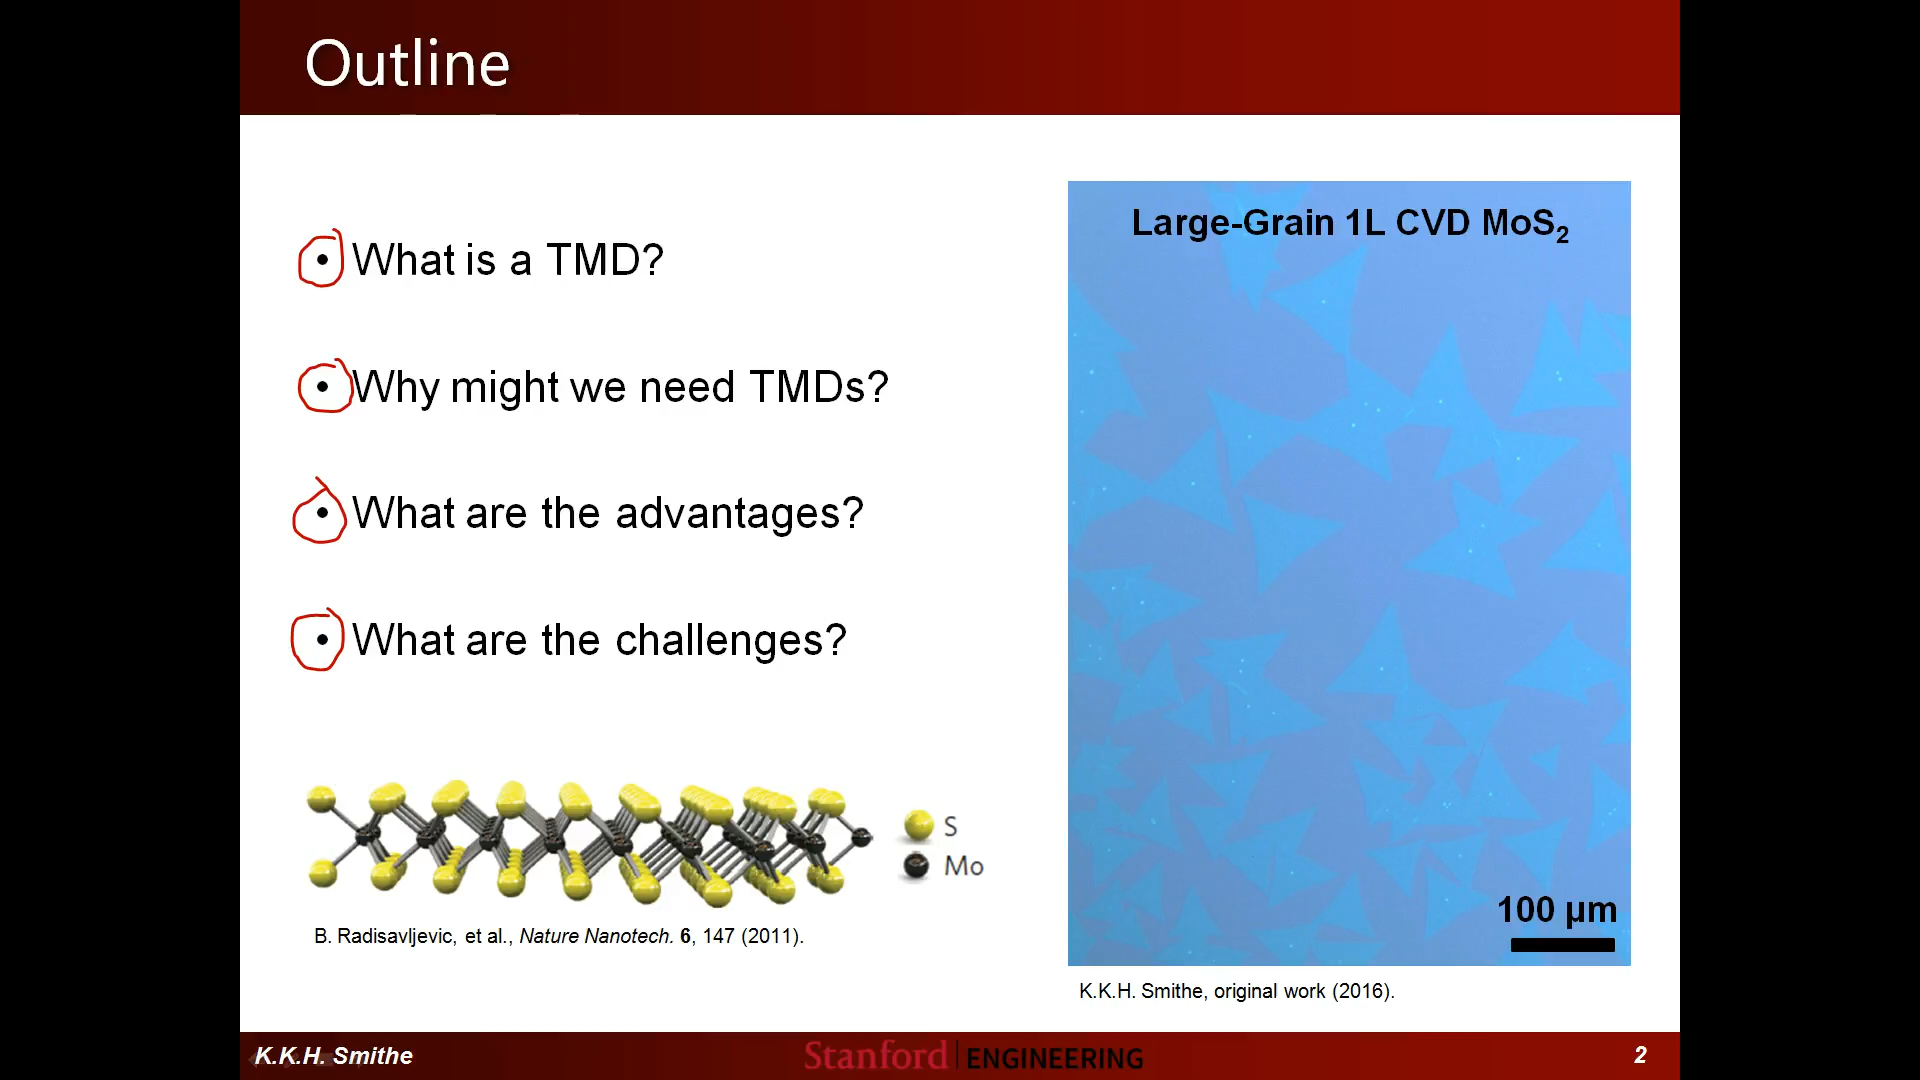 Outline
• What is a TMD?
• Why might we need TMDs?
• What are the advantages?
• What are the challenges?
S
Mo
B. Radisavljevic, et al., Nature Nanotech. 6, 147 (2011).
Large-Grain 1L CVD MoS₂
100 µm
K.K.H. Smithe, original work (2016).
K.K.H. Smithe
Stanford | ENGINEERING
2